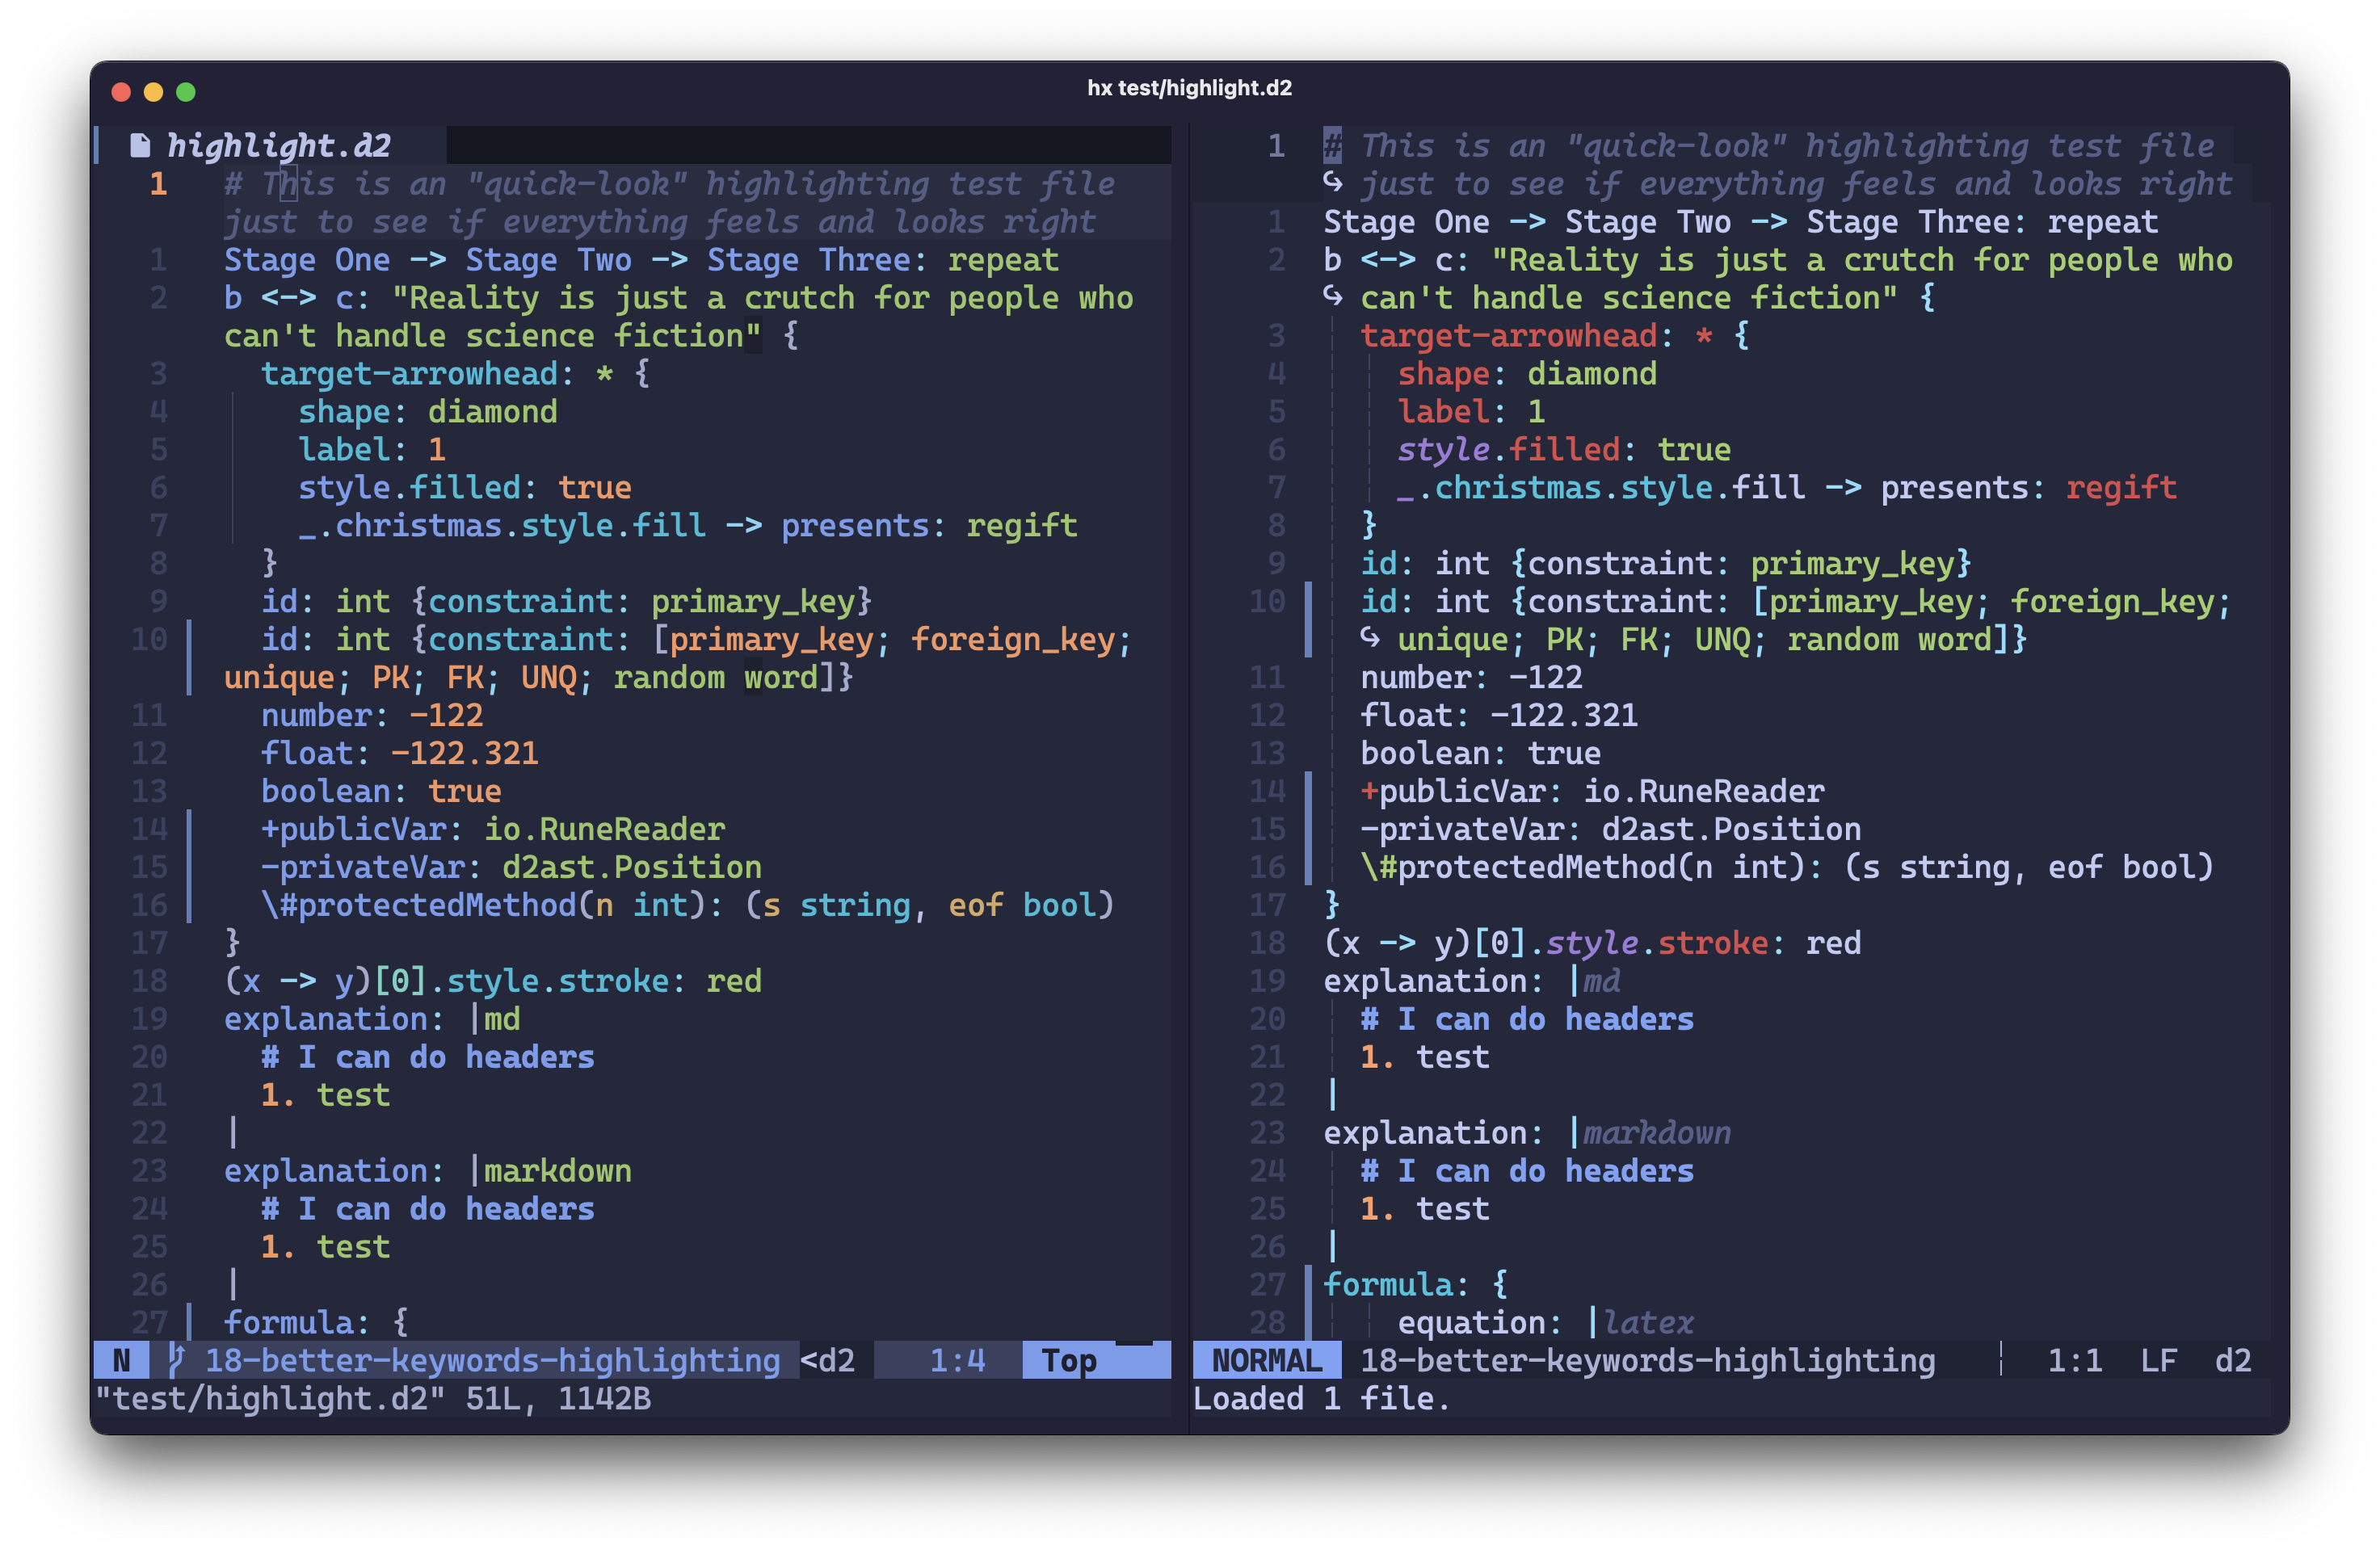 hx test/highlight.d2
highlight.d2
1 # This is an "quick-look" highlighting test file
just to see if everything feels and looks right
1 Stage One -> Stage Two -> Stage Three: repeat
2 b <-> c: "Reality is just a crutch for people who
can't handle science fiction" {
3 target-arrowhead: * {
4 shape: diamond
5 label: 1
6 style.filled: true
7 _.christmas.style.fill -> presents: regift
8 }
9 id: int {constraint: primary_key}
10 id: int {constraint: [primary_key; foreign_key;
unique; PK; FK; UNQ; random word]}
11 number: -122
12 float: -122.321
13 boolean: true
14 +publicVar: io.RuneReader
15 -privateVar: d2ast.Position
16 \#protectedMethod(n int): (s string, eof bool)
17 }
18 (x -> y)[0].style.stroke: red
19 explanation: |md
20 # I can do headers
21 1. test
22 |
23 explanation: |markdown
24 # I can do headers
25 1. test
26 |
27 formula: {
N 18-better-keywords-highlighting <d2 1:4 Top
"test/highlight.d2" 51L, 1142B
1 # This is an "quick-look" highlighting test file
↪ just to see if everything feels and looks right
1 Stage One -> Stage Two -> Stage Three: repeat
2 b <-> c: "Reality is just a crutch for people who
↪ can't handle science fiction" {
3 target-arrowhead: * {
4 shape: diamond
5 label: 1
6 style.filled: true
7 _.christmas.style.fill -> presents: regift
8 }
9 id: int {constraint: primary_key}
10 id: int {constraint: [primary_key; foreign_key;
↪ unique; PK; FK; UNQ; random word]}
11 number: -122
12 float: -122.321
13 boolean: true
14 +publicVar: io.RuneReader
15 -privateVar: d2ast.Position
16 \#protectedMethod(n int): (s string, eof bool)
17 }
18 (x -> y)[0].style.stroke: red
19 explanation: |md
20 # I can do headers
21 1. test
22 |
23 explanation: |markdown
24 # I can do headers
25 1. test
26 |
27 formula: {
28 equation: |latex
NORMAL 18-better-keywords-highlighting 1:1 LF d2
Loaded 1 file.